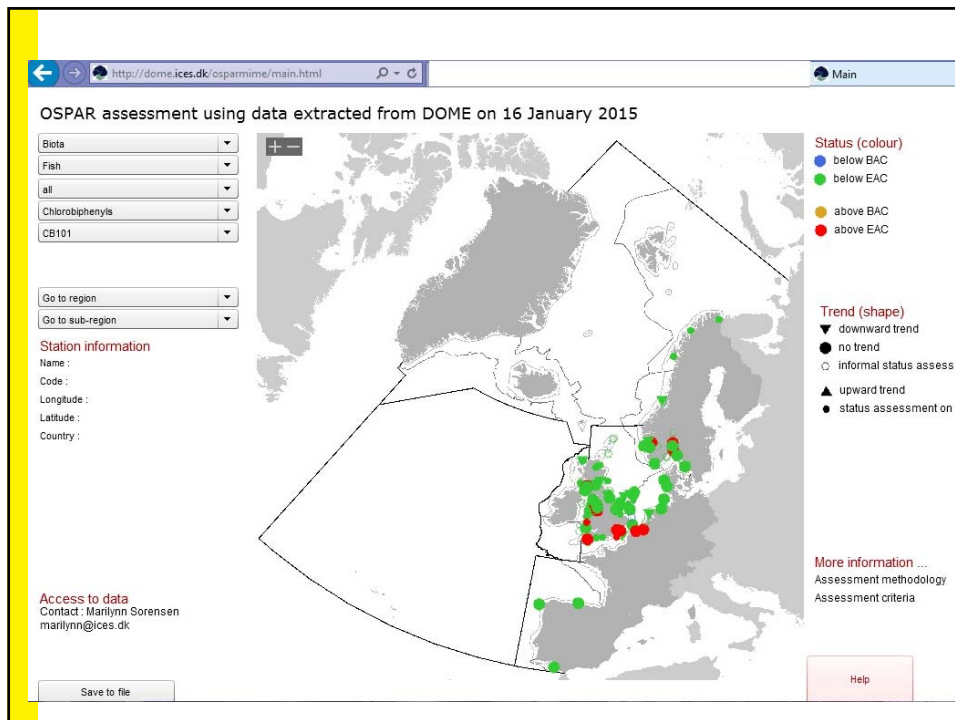 http://dome.ices.dk/osparmime/main.html
Main
OSPAR assessment using data extracted from DOME on 16 January 2015
Biota
Fish
all
Chlorobiphenyls
CB101
Go to region
Go to sub-region
Station information
Name :
Code :
Longitude :
Latitude :
Country :
Access to data
Contact : Marilynn Sorensen
marilynn@ices.dk
Save to file
Status (colour)
below BAC
below EAC
above BAC
above EAC
Trend (shape)
downward trend
no trend
informal status assess
upward trend
status assessment on
More information ...
Assessment methodology
Assessment criteria
Help